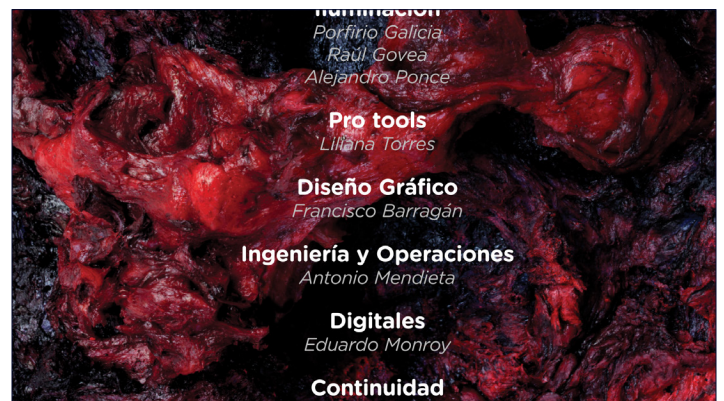 Iluminación
Porfirio Galicia
Raúl Govea
Alejandro Ponce
Pro tools
Liliana Torres
Diseño Gráfico
Francisco Barragán
Ingeniería y Operaciones
Antonio Mendieta
Digitales
Eduardo Monroy
Continuidad